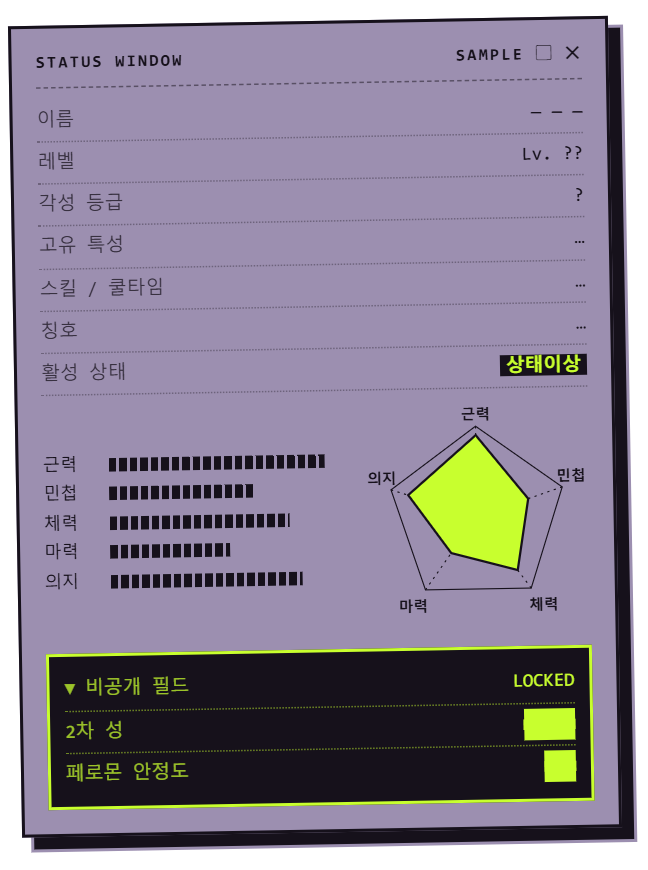 STATUS WINDOW SAMPLE □ ×
이름 — — —
레벨 Lv. ??
각성 등급 ?
고유 특성 …
스킬 / 쿨타임 …
칭호 …
활성 상태 상태이상
근력
민첩
체력
마력
의지
근력
의지 민첩
마력 체력
▼ 비공개 필드 LOCKED
2차 성
페로몬 안정도